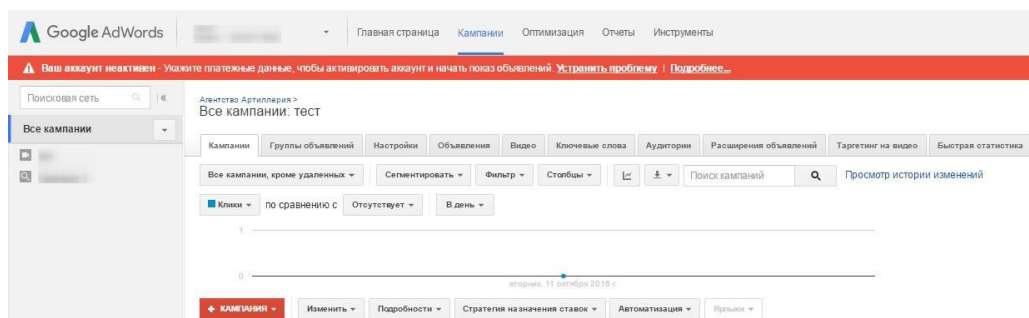 Google AdWords Главная страница Кампании Оптимизация Отчеты Инструменты
Ваш аккаунт неактивен - Укажите платежные данные, чтобы активировать аккаунт и начать показ объявлений. Устранить проблему | Подробнее...
Поисковая сеть «
Агентство Артиллерия >
Все кампании: тест
Все кампании
Кампании Группы объявлений Настройки Объявления Видео Ключевые слова Аудитории Расширения объявлений Таргетинг на видео Быстрая статистика
Все кампании, кроме удаленных Сегментировать Фильтр Столбцы Поиск кампаний Просмотр истории изменений
Клики по сравнению с Отсутствует В день
1
0
вторник, 11 октября 2016 г.
+ КАМПАНИЯ Изменить Подробности Стратегия назначения ставок Автоматизация Ярлыки